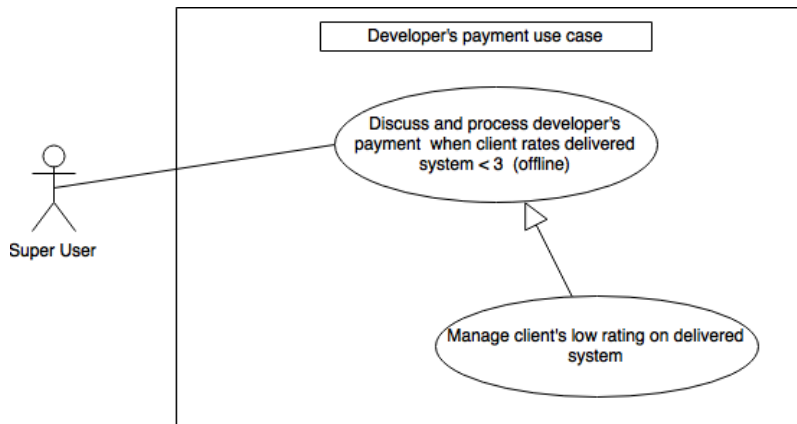 Developer's payment use case
Discuss and process developer's
payment when client rates delivered
system < 3 (offline)
Super User
Manage client's low rating on delivered
system